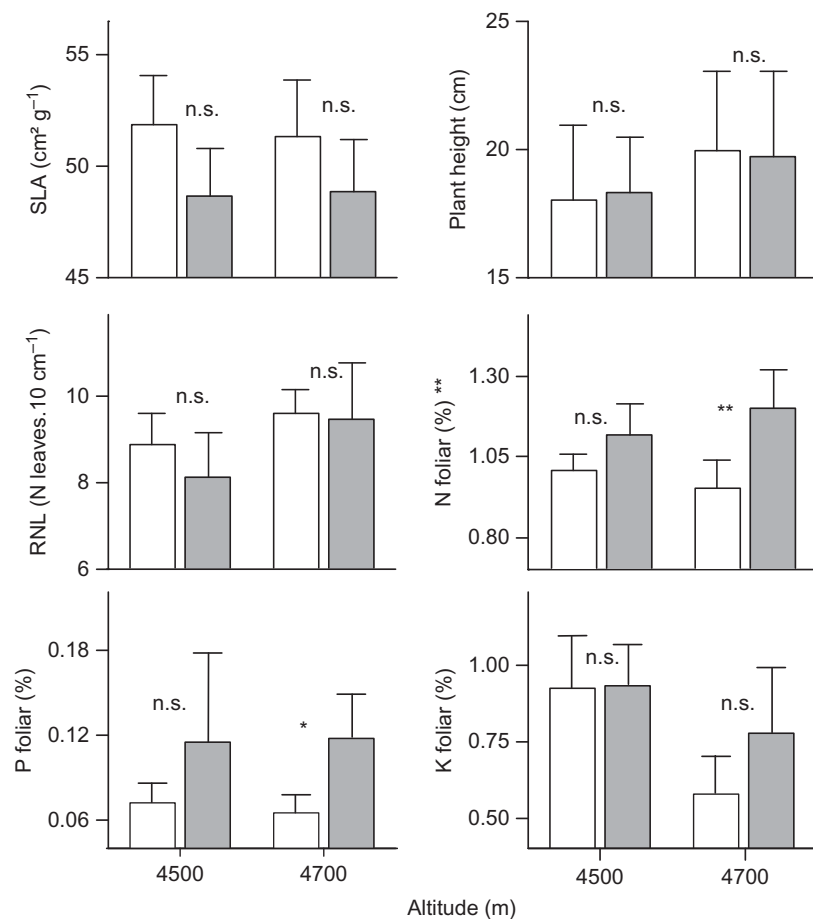 SLA (cm² g⁻¹)
55
50
45
n.s.
n.s.
Plant height (cm)
25
20
15
n.s.
n.s.
RNL (N leaves.10 cm⁻¹)
10
8
6
n.s.
n.s.
N foliar (%) **
1.30
1.05
0.80
n.s.
**
P foliar (%)
0.18
0.12
0.06
n.s.
*
4500
4700
K foliar (%)
1.00
0.75
0.50
n.s.
n.s.
4500
4700
Altitude (m)